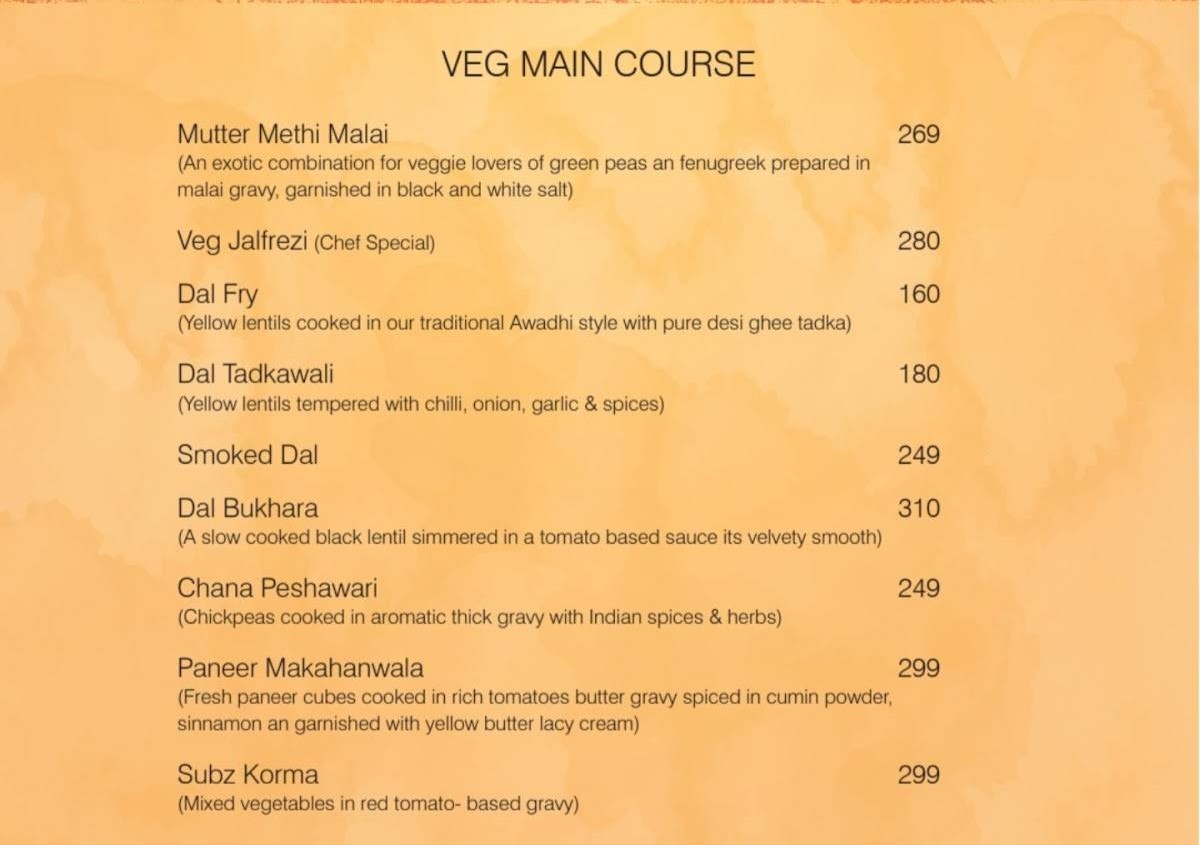 VEG MAIN COURSE
Mutter Methi Malai 269
(An exotic combination for veggie lovers of green peas an fenugreek prepared in
malai gravy, garnished in black and white salt)
Veg Jalfrezi (Chef Special) 280
Dal Fry 160
(Yellow lentils cooked in our traditional Awadhi style with pure desi ghee tadka)
Dal Tadkawali 180
(Yellow lentils tempered with chilli, onion, garlic & spices)
Smoked Dal 249
Dal Bukhara 310
(A slow cooked black lentil simmered in a tomato based sauce its velvety smooth)
Chana Peshawari 249
(Chickpeas cooked in aromatic thick gravy with Indian spices & herbs)
Paneer Makahanwala 299
(Fresh paneer cubes cooked in rich tomatoes butter gravy spiced in cumin powder,
sinnamon an garnished with yellow butter lacy cream)
Subz Korma 299
(Mixed vegetables in red tomato- based gravy)